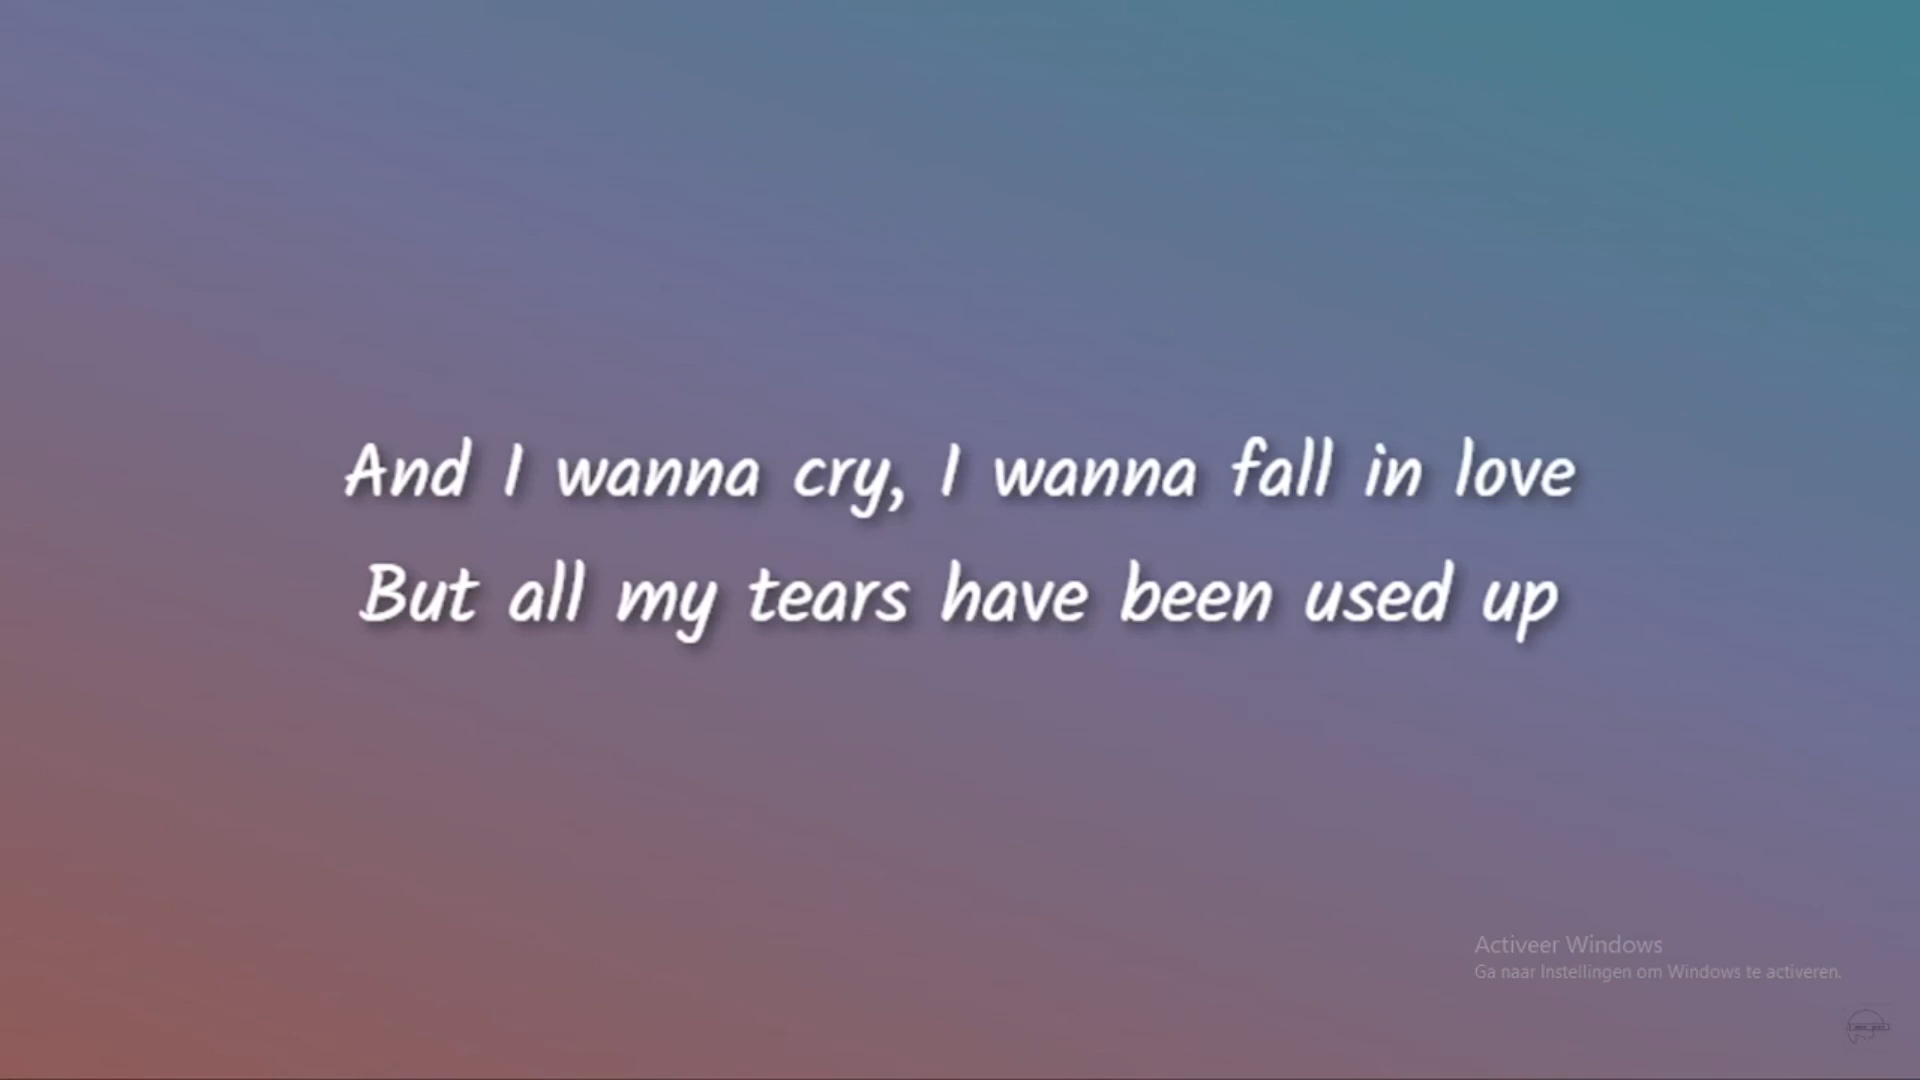 And I wanna cry, I wanna fall in love
But all my tears have been used up
Activeer Windows
Ga naar Instellingen om Windows te activeren.